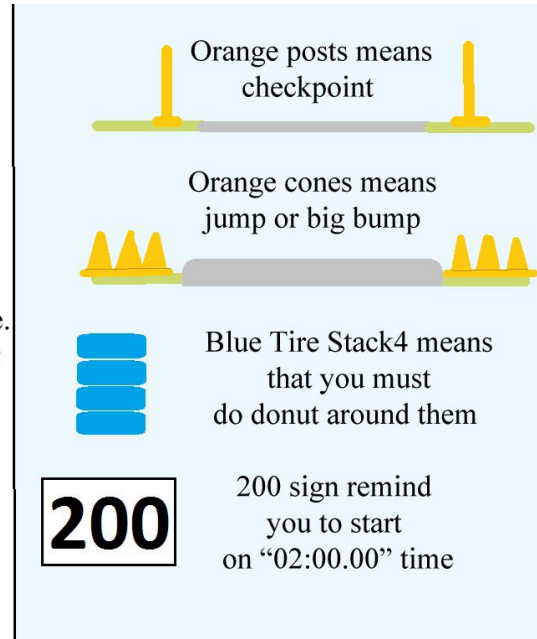 Orange posts means
checkpoint
Orange cones means
jump or big bump
e.
Blue Tire Stack4 means
that you must
do donut around them
200
200 sign remind
you to start
on “02:00.00” time